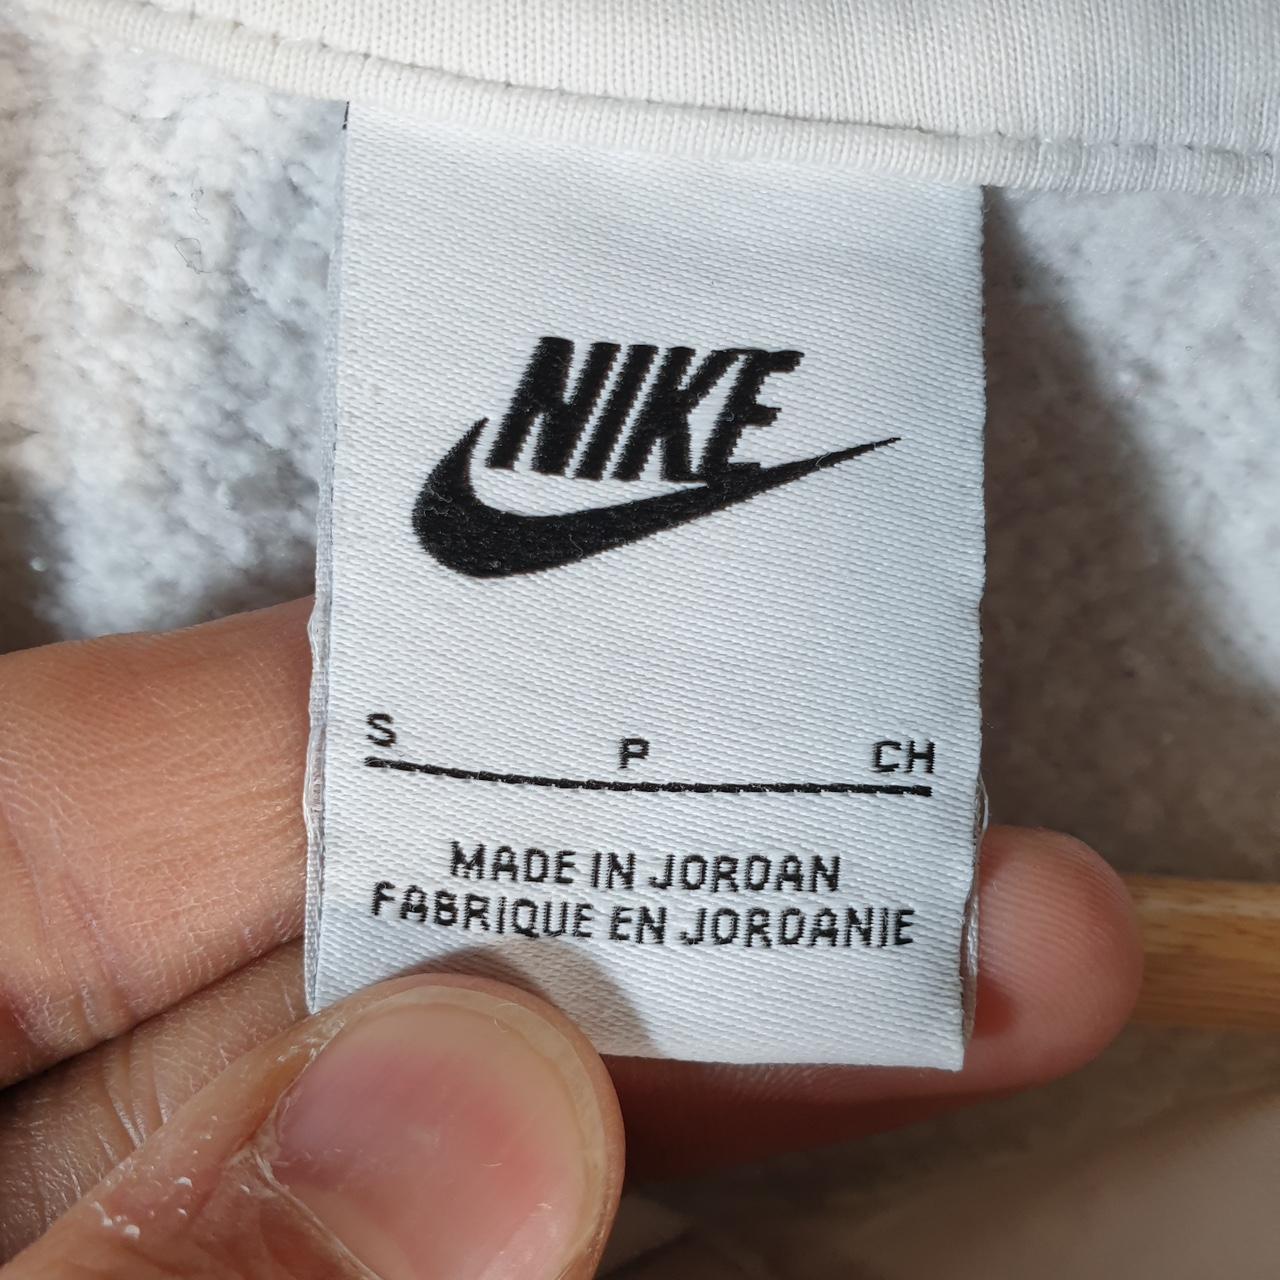 NIKE
S P CH
MADE IN JORDAN
FABRIQUE EN JORDANIE